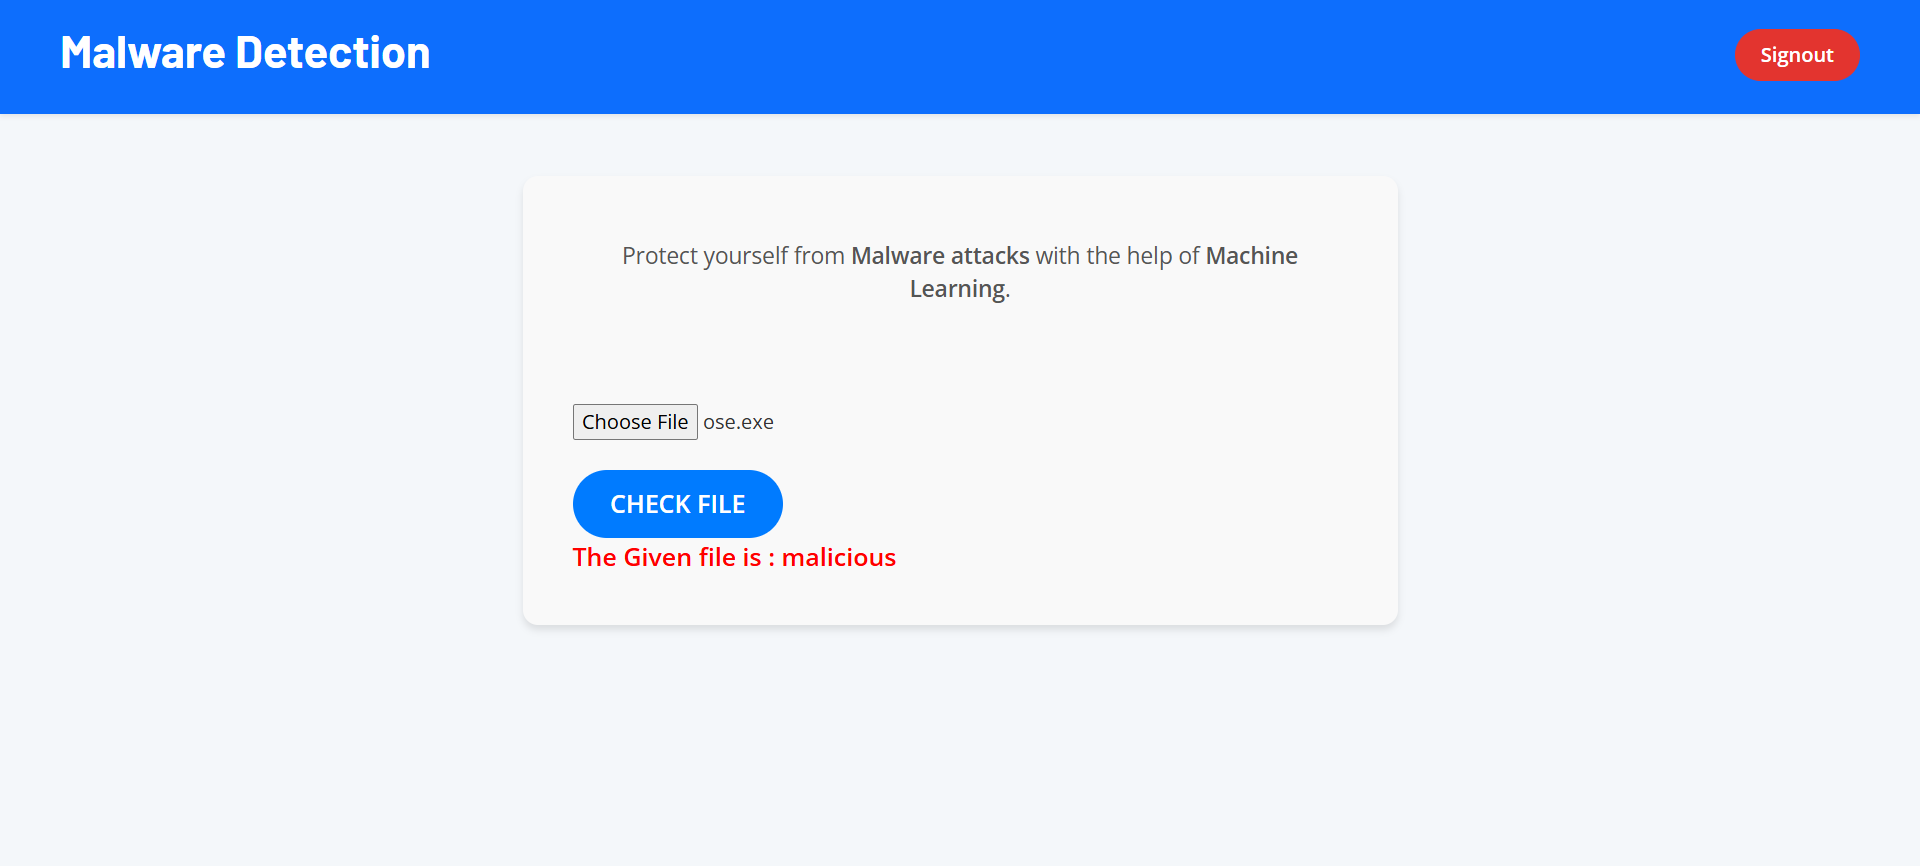 Malware Detection
Signout
Protect yourself from Malware attacks with the help of Machine
Learning.
Choose File ose.exe
CHECK FILE
The Given file is : malicious